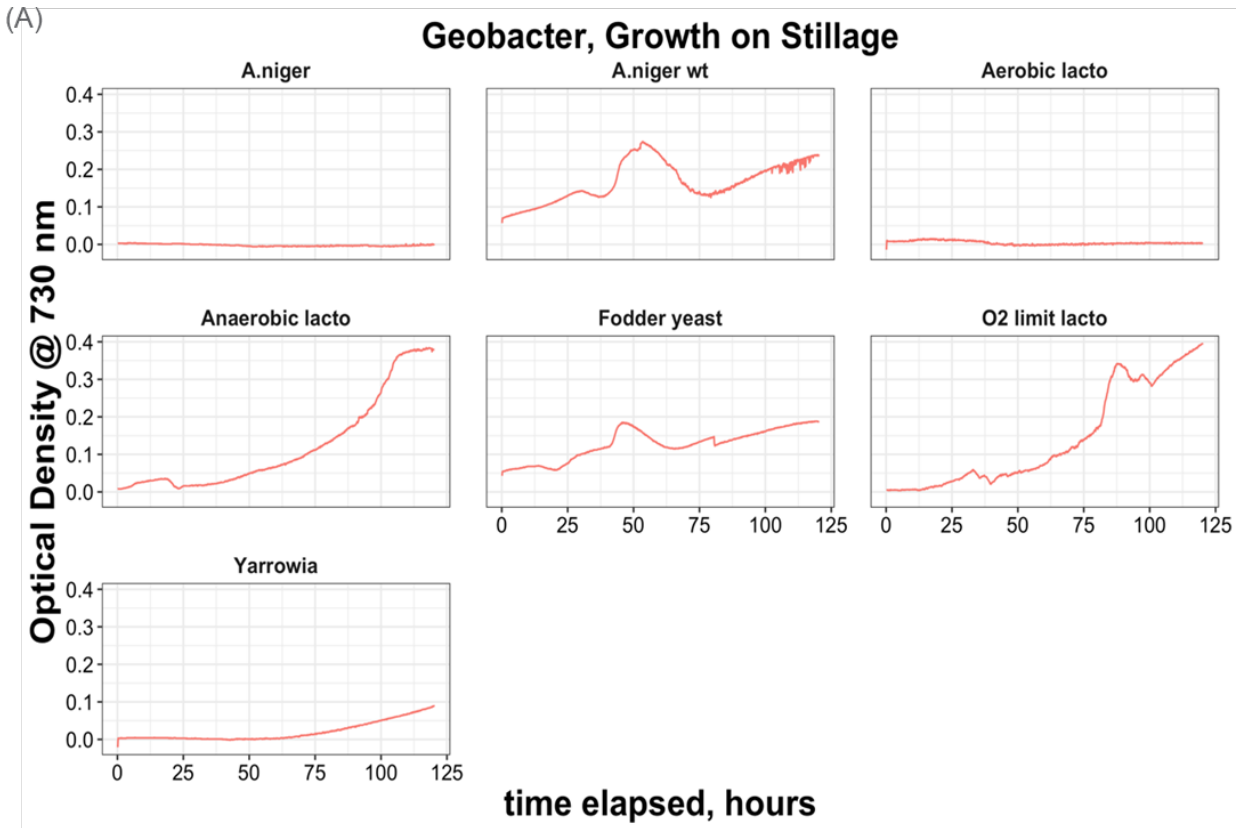 (A)
Geobacter, Growth on Stillage
A.niger
A.niger wt
Aerobic lacto
0.4
0.3
0.2
0.1
0.0
Anaerobic lacto
Fodder yeast
O2 limit lacto
0.4
0.3
0.2
0.1
0.0
0 25 50 75 100 125
0 25 50 75 100 125
Yarrowia
0.4
0.3
0.2
0.1
0.0
0 25 50 75 100 125
Optical Density @ 730 nm
time elapsed, hours